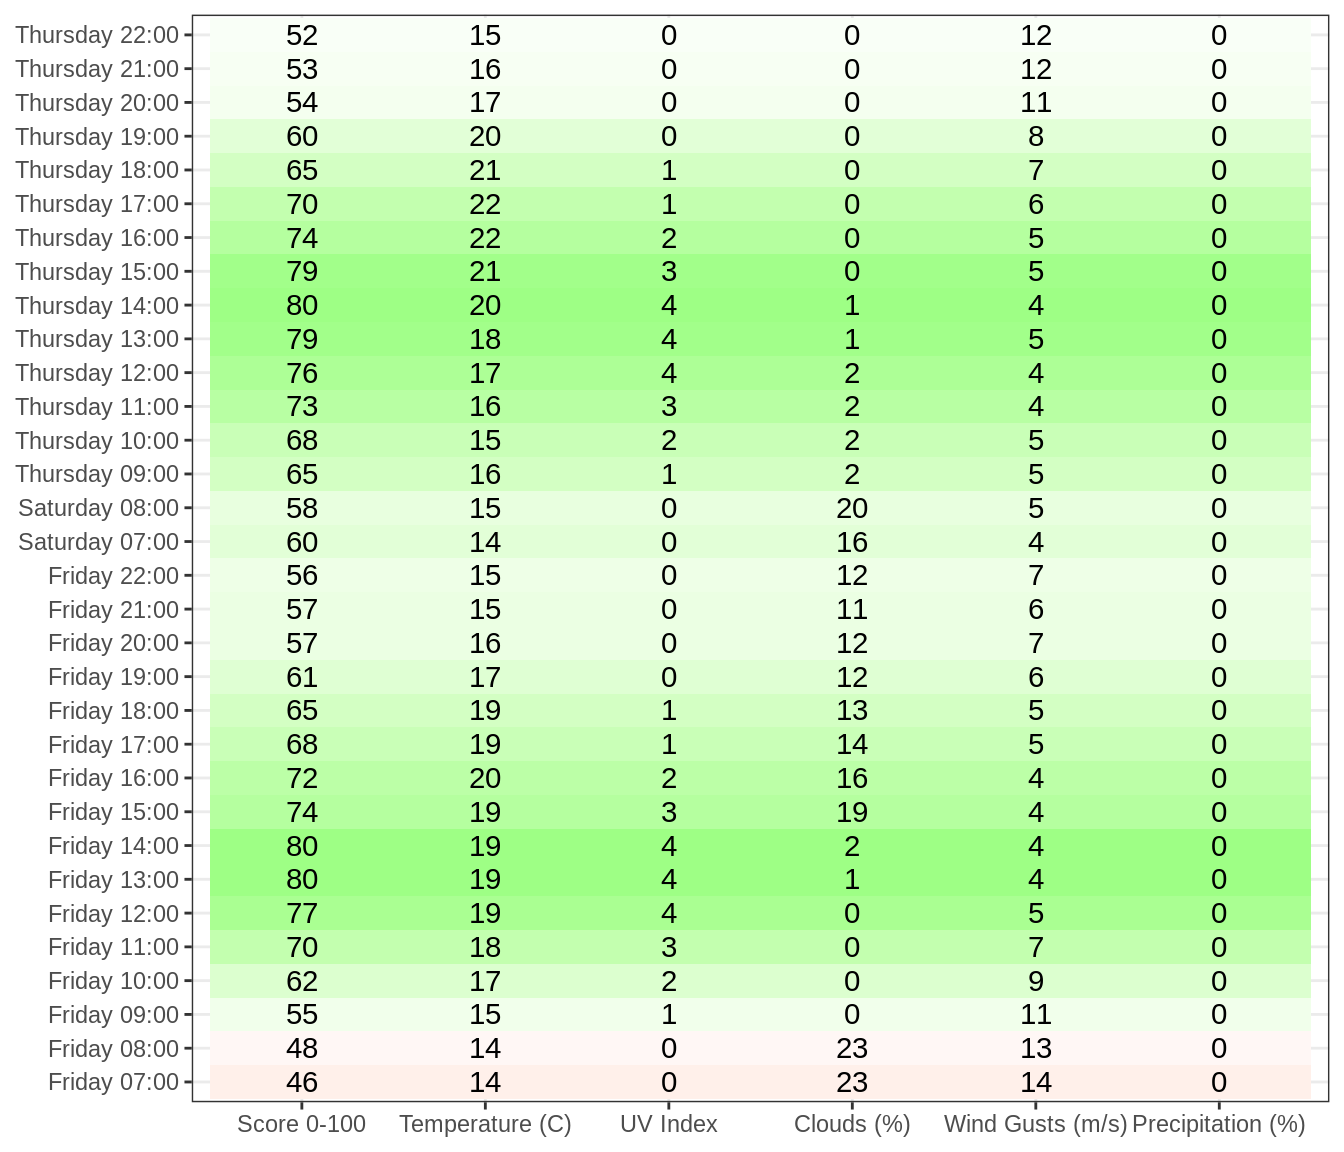 Thursday 22:00 52 15 0 0 12 0
Thursday 21:00 53 16 0 0 12 0
Thursday 20:00 54 17 0 0 11 0
Thursday 19:00 60 20 0 0 8 0
Thursday 18:00 65 21 1 0 7 0
Thursday 17:00 70 22 1 0 6 0
Thursday 16:00 74 22 2 0 5 0
Thursday 15:00 79 21 3 0 5 0
Thursday 14:00 80 20 4 1 4 0
Thursday 13:00 79 18 4 1 5 0
Thursday 12:00 76 17 4 2 4 0
Thursday 11:00 73 16 3 2 4 0
Thursday 10:00 68 15 2 2 5 0
Thursday 09:00 65 16 1 2 5 0
Saturday 08:00 58 15 0 20 5 0
Saturday 07:00 60 14 0 16 4 0
Friday 22:00 56 15 0 12 7 0
Friday 21:00 57 15 0 11 6 0
Friday 20:00 57 16 0 12 7 0
Friday 19:00 61 17 0 12 6 0
Friday 18:00 65 19 1 13 5 0
Friday 17:00 68 19 1 14 5 0
Friday 16:00 72 20 2 16 4 0
Friday 15:00 74 19 3 19 4 0
Friday 14:00 80 19 4 2 4 0
Friday 13:00 80 19 4 1 4 0
Friday 12:00 77 19 4 0 5 0
Friday 11:00 70 18 3 0 7 0
Friday 10:00 62 17 2 0 9 0
Friday 09:00 55 15 1 0 11 0
Friday 08:00 48 14 0 23 13 0
Friday 07:00 46 14 0 23 14 0
Score 0-100 Temperature (C) UV Index Clouds (%) Wind Gusts (m/s) Precipitation (%)